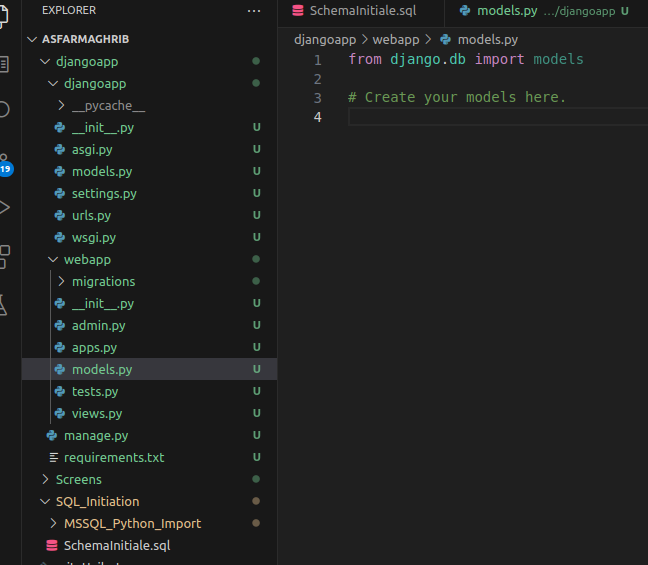 EXPLORER
ASFARMAGHRIB
djangoapp
djangoapp
__pycache__
__init__.py U
asgi.py U
models.py U
settings.py U
urls.py U
wsgi.py U
webapp
migrations
__init__.py U
admin.py U
apps.py U
models.py U
tests.py U
views.py U
manage.py U
requirements.txt U
Screens
SQL_Initiation
MSSQL_Python_Import
SchemaInitiale.sql
19
SchemaInitiale.sql
models.py .../djangoapp U
djangoapp > webapp > models.py
1 from django.db import models
2
3 # Create your models here.
4